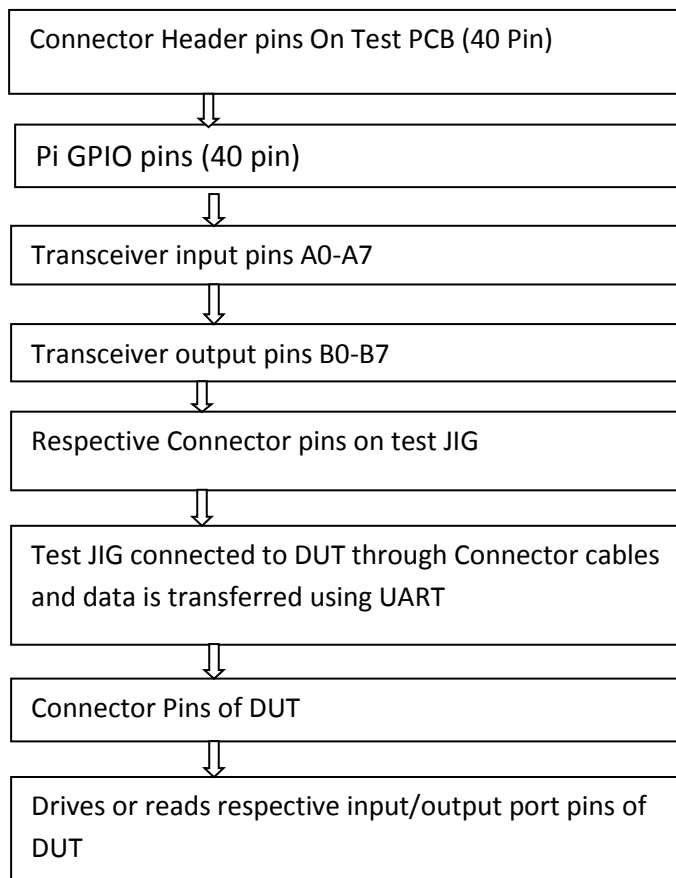 Connector Header pins On Test PCB (40 Pin)
Pi GPIO pins (40 pin)
Transceiver input pins A0-A7
Transceiver output pins B0-B7
Respective Connector pins on test JIG
Test JIG connected to DUT through Connector cables
and data is transferred using UART
Connector Pins of DUT
Drives or reads respective input/output port pins of
DUT